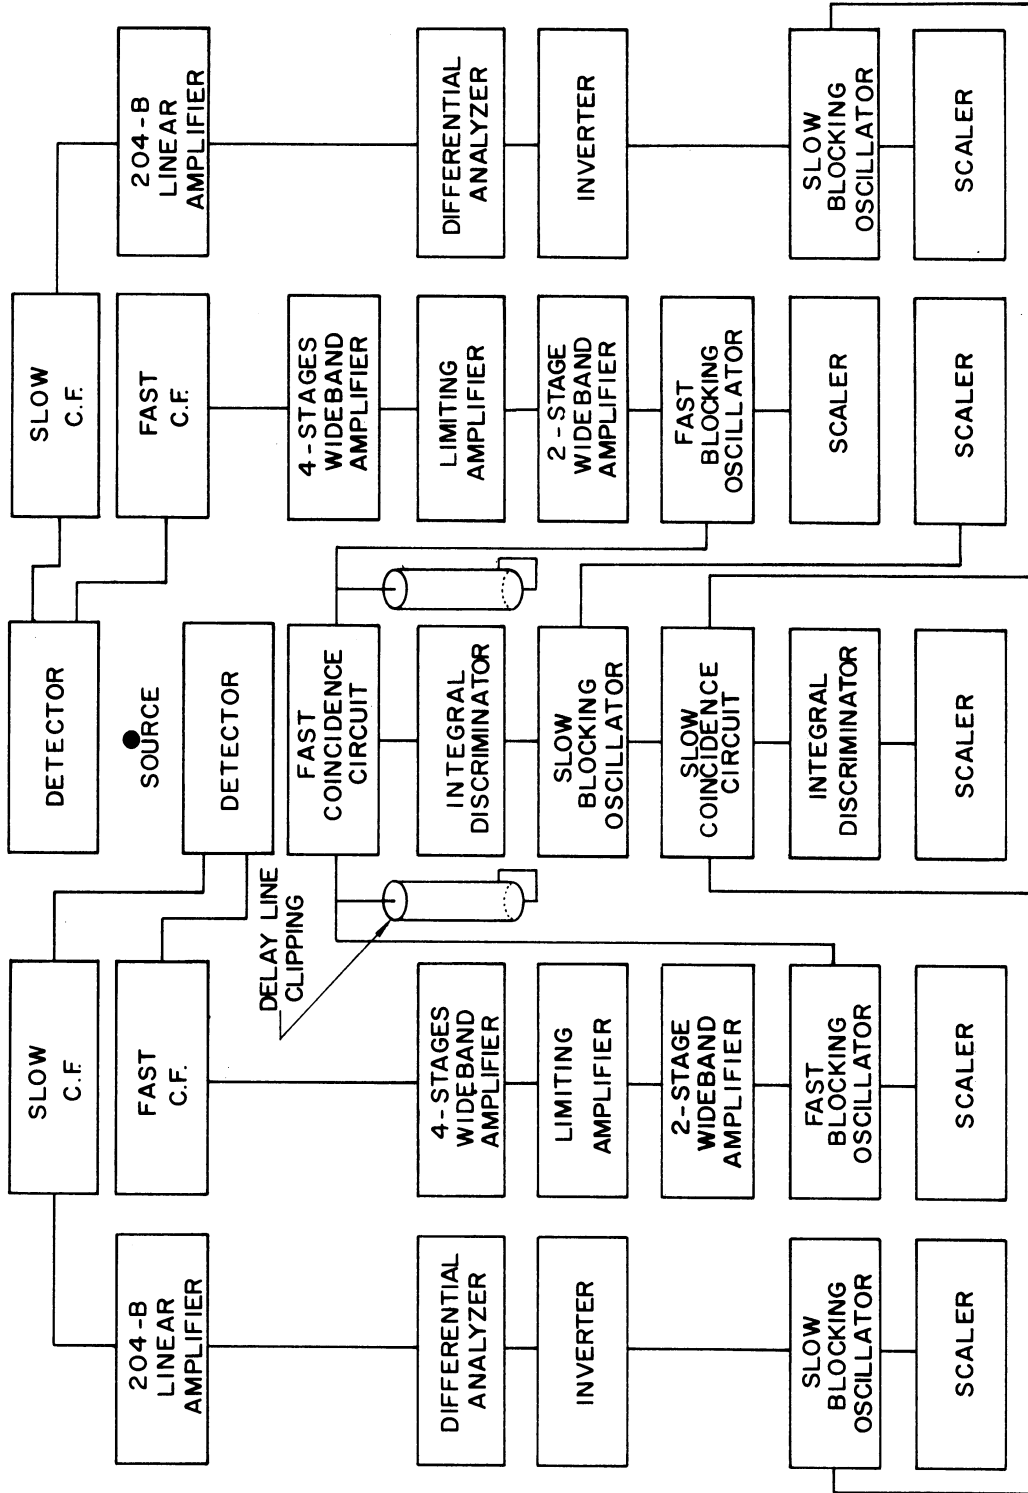 SLOW
C.F.
DETECTOR
SLOW
C.F.
204-B
LINEAR
AMPLIFIER
FAST
C.F.
SOURCE
FAST
C.F.
204-B
LINEAR
AMPLIFIER
DETECTOR
DELAY LINE
CLIPPING
FAST
COINCIDENCE
CIRCUIT
4-STAGES
WIDEBAND
AMPLIFIER
DIFFERENTIAL
ANALYZER
4-STAGES
WIDEBAND
AMPLIFIER
INTEGRAL
DISCRIMINATOR
LIMITING
AMPLIFIER
DIFFERENTIAL
ANALYZER
INVERTER
LIMITING
AMPLIFIER
SLOW
BLOCKING
OSCILLATOR
2-STAGE
WIDEBAND
AMPLIFIER
INVERTER
2-STAGE
WIDEBAND
AMPLIFIER
SLOW
COINCIDENCE
CIRCUIT
FAST
BLOCKING
OSCILLATOR
SLOW
BLOCKING
OSCILLATOR
FAST
BLOCKING
OSCILLATOR
INTEGRAL
DISCRIMINATOR
SCALER
SLOW
BLOCKING
OSCILLATOR
SCALER
SCALER
SCALER
SCALER
SCALER